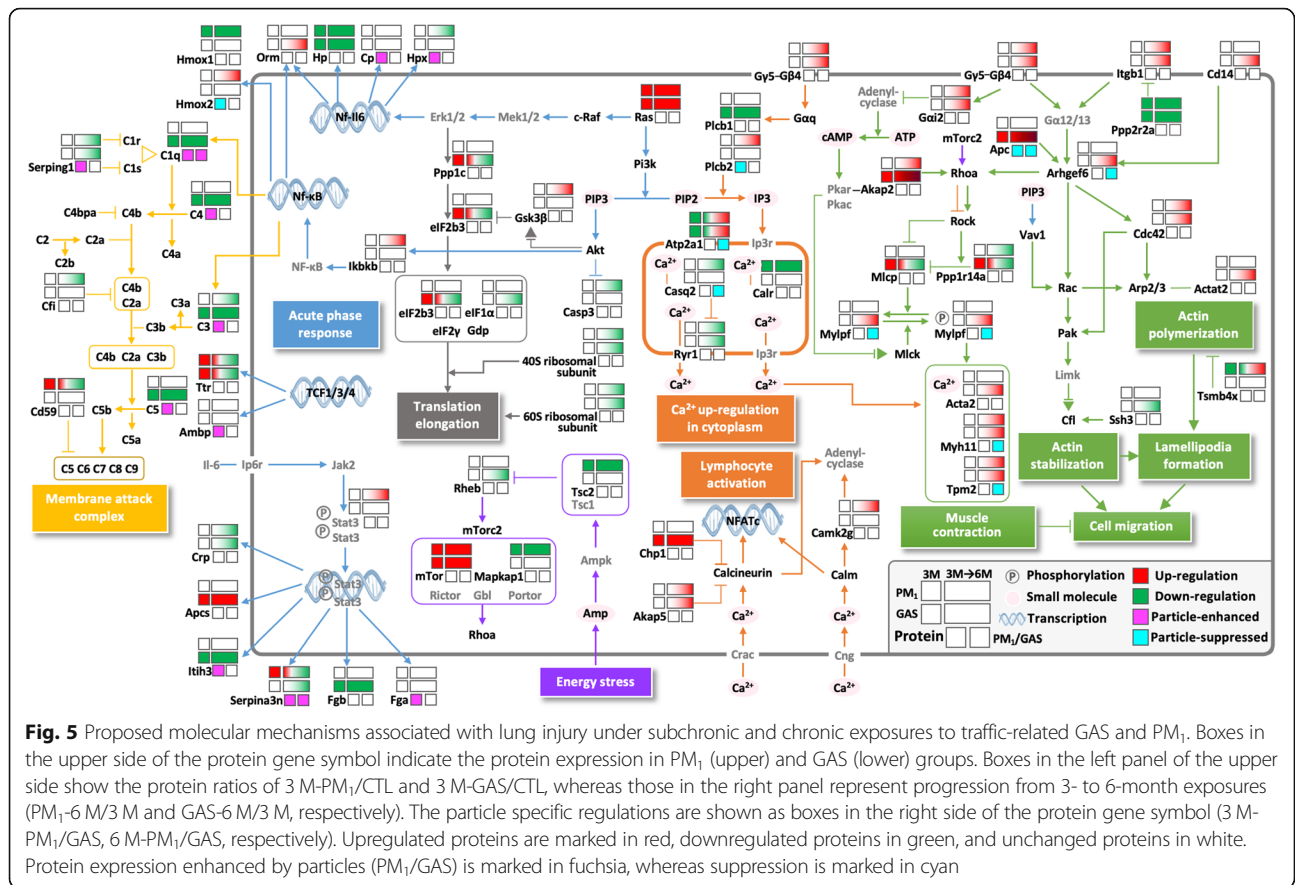 Hmox1
Orm
Hp
Cp
Hpx
Hmox2
Nf-Il6
Erk1/2
Mek1/2
c-Raf
Ras
Pi3k
Gγ5-Gβ4
Plcb1
Gαq
Plcb2
Gγ5-Gβ4
Itgb1
Cd14
Adenyl-
cyclase
Gαi2
Gα12/13
Ppp2r2a
cAMP
ATP
mTorc2
Apc
Arhgef6
Pkar
Pkac
Akap2
Rhoa
PIP3
Vav1
Cdc42
Rock
Mlcp
Ppp1r14a
Rac
Arp2/3
Actat2
Serping1
C1r
C1s
C1q
Nf-κB
C4bpa
C4b
C4
C2
C2a
C2b
C4a
Cfi
C4b
C2a
C3a
C3b
C3
NF-κB
Ikbkb
Ppp1c
eIF2b3
Gsk3β
PIP3
PIP2
IP3
Akt
Casp3
Atp2a1
Ip3r
Ca²⁺
Ca²⁺
Casq2
Calr
Ca²⁺
Ca²⁺
Ryr1
Ip3r
Ca²⁺
Ca²⁺
Acute phase
response
eIF2b3
eIF1α
eIF2γ
Gdp
40S ribosomal
subunit
60S ribosomal
subunit
Translation
elongation
Ca²⁺ up-regulation
in cytoplasm
Mylpf
P
Mylpf
Mlck
Pak
Limk
Cfl
Ssh3
Actin
polymerization
Tsmb4x
C4b C2a C3b
Cd59
C5b
C5
C5a
Ttr
Ambp
TCF1/3/4
C5 C6 C7 C8 C9
Membrane attack
complex
Ca²⁺
Acta2
Myh11
Tpm2
Actin
stabilization
Lamellipodia
formation
Muscle
contraction
Cell migration
Il-6
Ip6r
Jak2
P
Stat3
P
Stat3
Crp
Apcs
Itih3
Serpina3n
Fgb
Fga
P
Stat3
P
Stat3
Rheb
Tsc2
Tsc1
mTorc2
mTor
Mapkap1
Rictor
Gbl
Portor
Rhoa
Ampk
Amp
Energy stress
Lymphocyte
activation
Adenyl-
cyclase
NFATc
Camk2g
Chp1
Calcineurin
Calm
Akap5
Ca²⁺
Ca²⁺
Crac
Cng
Ca²⁺
Ca²⁺
3M 3M→6M
PM₁
GAS
Protein
PM₁/GAS
P Phosphorylation
Small molecule
Transcription
Up-regulation
Down-regulation
Particle-enhanced
Particle-suppressed
Fig. 5 Proposed molecular mechanisms associated with lung injury under subchronic and chronic exposures to traffic-related GAS and PM₁. Boxes in
the upper side of the protein gene symbol indicate the protein expression in PM₁ (upper) and GAS (lower) groups. Boxes in the left panel of the upper
side show the protein ratios of 3 M-PM₁/CTL and 3 M-GAS/CTL, whereas those in the right panel represent progression from 3- to 6-month exposures
(PM₁-6 M/3 M and GAS-6 M/3 M, respectively). The particle specific regulations are shown as boxes in the right side of the protein gene symbol (3 M-
PM₁/GAS, 6 M-PM₁/GAS, respectively). Upregulated proteins are marked in red, downregulated proteins in green, and unchanged proteins in white.
Protein expression enhanced by particles (PM₁/GAS) is marked in fuchsia, whereas suppression is marked in cyan